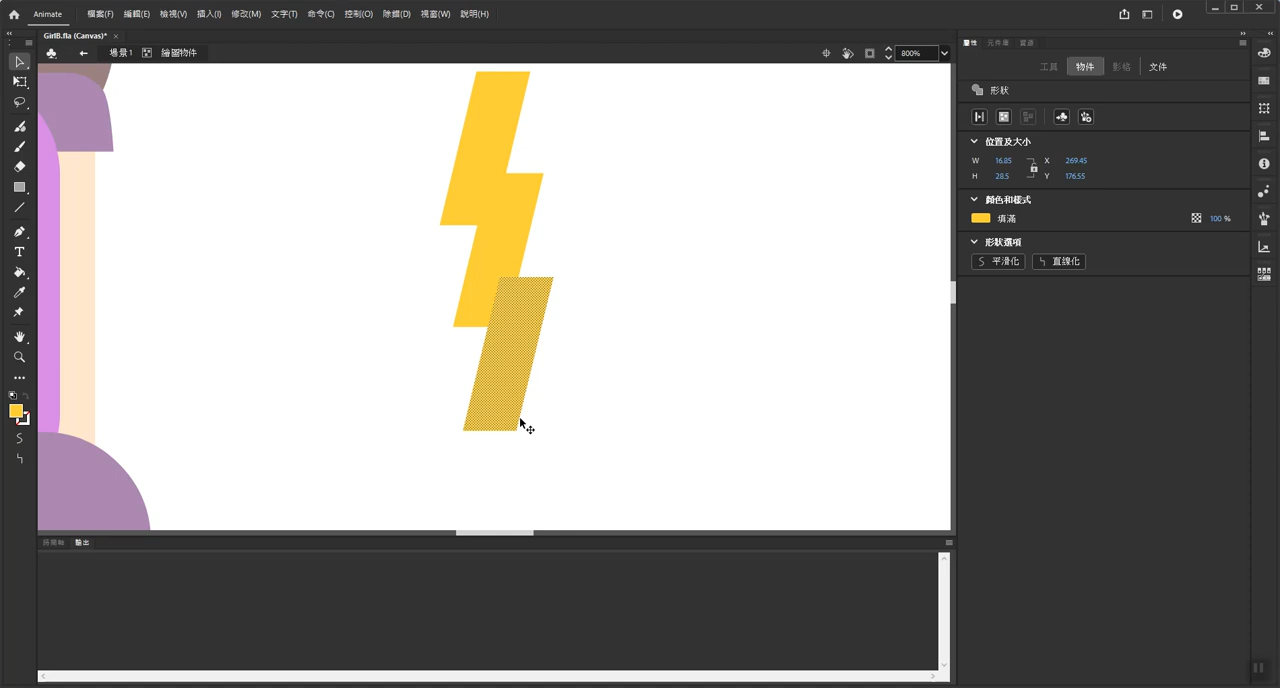 Animate
檔案(F) 編輯(E) 檢視(V) 插入(I) 修改(M) 文字(T) 命令(C) 控制(O) 除錯(D) 視窗(W) 說明(H)
GirlB.fla (Canvas)*
場景1 繪圖物件
800%
屬性 元件庫 資源
工具 物件 影格 文件
形狀
位置及大小
W 16.85 X 269.45
H 28.5 Y 176.55
顏色和樣式
填滿 100 %
形狀選項
平滑化 直線化
時間軸 輸出